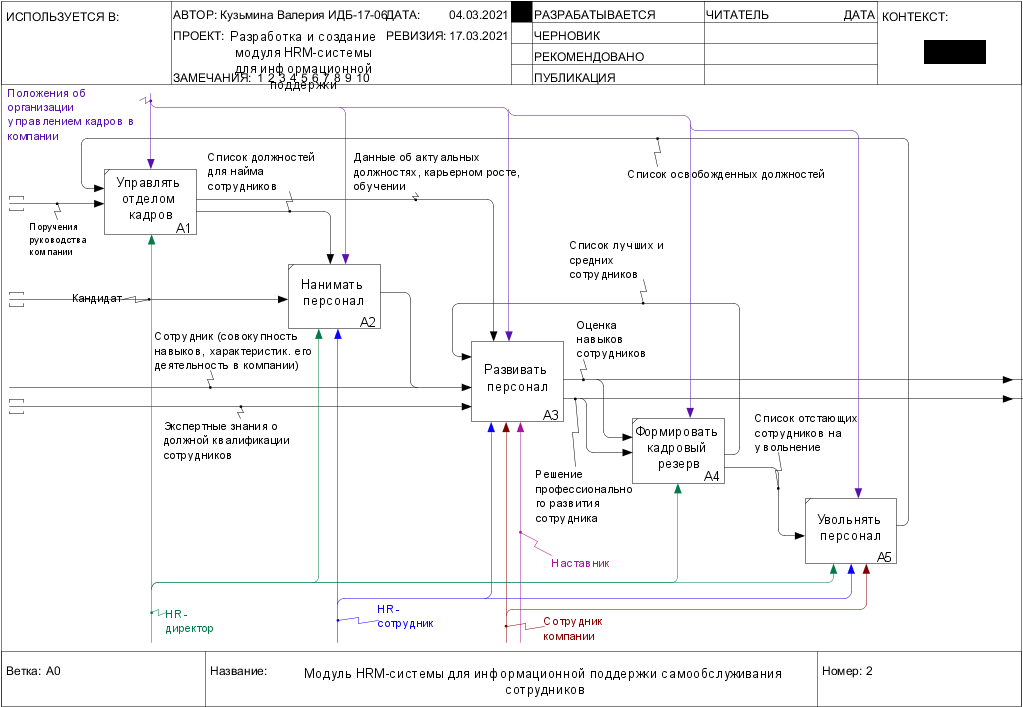 ИСПОЛЬЗУЕТСЯ В:
АВТОР: Кузьмина Валерия ИДБ-17-06
ДАТА: 04.03.2021
РАЗРАБАТЫВАЕТСЯ
ЧИТАТЕЛЬ
ДАТА
КОНТЕКСТ:
ПРОЕКТ: Разработка и создание
модуля HRM-системы
для информационной
поддержки
РЕВИЗИЯ: 17.03.2021
ЧЕРНОВИК
РЕКОМЕНДОВАНО
ЗАМЕЧАНИЯ: 1 2 3 4 5 6 7 8 9 10
ПУБЛИКАЦИЯ
Положения об
организации
управлением кадров в
компании
Список должностей
для найма
сотрудников
Данные об актуальных
должностях, карьерном росте,
обучении
Список освобожденных должностей
Управлять
отделом
кадров
A1
Поручения
руководства
компании
Список лучших и
средних
сотрудников
Нанимать
персонал
A2
Кандидат
Сотрудник (совокупность
навыков, характеристик. его
деятельность в компании)
Оценка
навыков
сотрудников
Развивать
персонал
A3
Экспертные знания о
должной квалификации
сотрудников
Формировать
кадровый
резерв
A4
Список отстающих
сотрудников на
увольнение
Решение
профессионально
го развития
сотрудника
Увольнять
персонал
A5
Наставник
HR-
директор
HR-
сотрудник
Сотрудник
компании
Ветка: A0
Название:
Модуль HRM-системы для информационной поддержки самообслуживания
сотрудников
Номер: 2